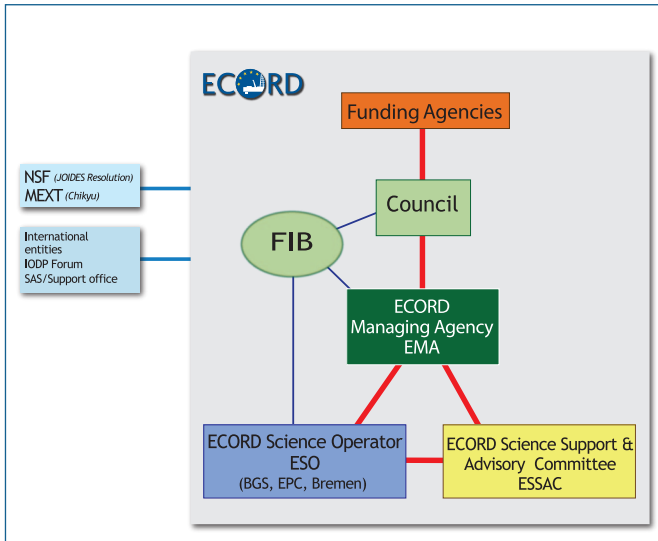 ECORD
Funding Agencies
NSF (JOIDES Resolution)
MEXT (Chikyu)
Council
International
entities
IODP Forum
SAS/Support office
FIB
ECORD
Managing Agency
EMA
ECORD Science Operator
ESO
(BGS, EPC, Bremen)
ECORD Science Support &
Advisory Committee
ESSAC